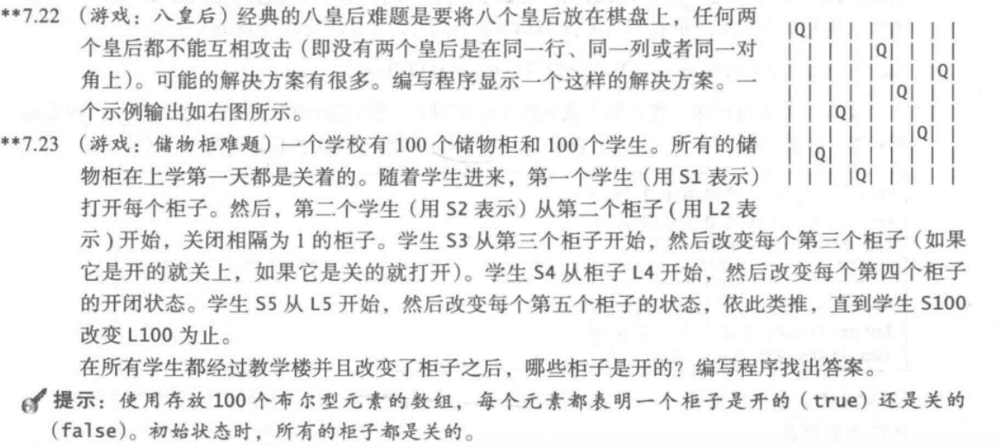 **7.22 （游戏：八皇后）经典的八皇后难题是要将八个皇后放在棋盘上，任何两
个皇后都不能互相攻击（即没有两个皇后是在同一行、同一列或者同一对
角上）。可能的解决方案有很多。编写程序显示一个这样的解决方案。一
个示例输出如右图所示。
|Q| | | | | | | |
| | | | |Q| | | |
| | | | | | | |Q|
| | | | | |Q| | |
| | |Q| | | | | |
| | | | | | |Q| |
| |Q| | | | | | |
| | | |Q| | | | |
**7.23 （游戏：储物柜难题）一个学校有 100 个储物柜和 100 个学生。所有的储
物柜在上学第一天都是关着的。随着学生进来，第一个学生（用 S1 表示）
打开每个柜子。然后，第二个学生（用 S2 表示）从第二个柜子 ( 用 L2 表
示 ) 开始，关闭相隔为 1 的柜子。学生 S3 从第三个柜子开始，然后改变每个第三个柜子（如果
它是开的就关上，如果它是关的就打开）。学生 S4 从柜子 L4 开始，然后改变每个第四个柜子
的开闭状态。学生 S5 从 L5 开始，然后改变每个第五个柜子的状态，依此类推，直到学生 S100
改变 L100 为止。
在所有学生都经过教学楼并且改变了柜子之后，哪些柜子是开的？编写程序找出答案。
提示：使用存放 100 个布尔型元素的数组，每个元素都表明一个柜子是开的（true）还是关的
（false）。初始状态时，所有的柜子都是关的。